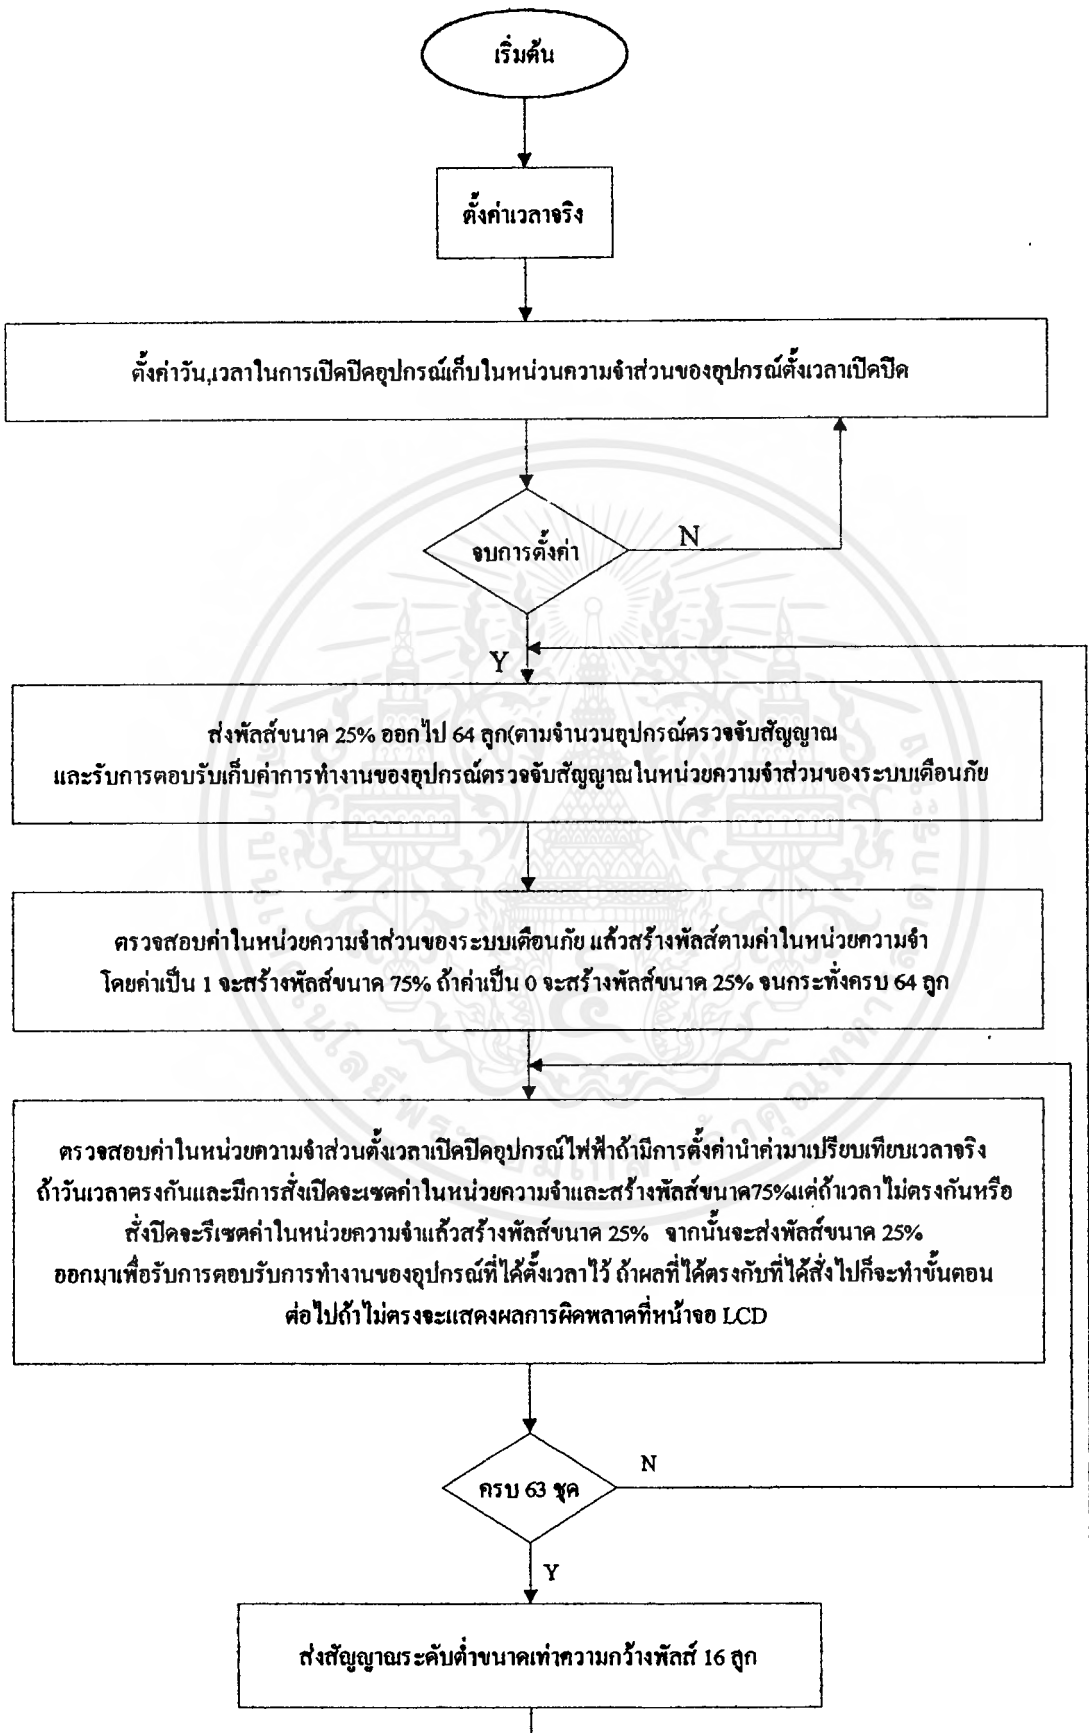 เริ่มต้น
ตั้งค่าเวลาจริง
ตั้งค่าวัน,เวลาในการเปิดปิดอุปกรณ์เก็บในหน่วนความจำส่วนของอุปกรณ์ตั้งเวลาเปิดปิด
จบการตั้งค่า
N
Y
ส่งพัลส์ขนาด 25% ออกไป 64 ลูก(ตามจำนวนอุปกรณ์ตรวจจับสัญญาณ
และรับการตอบรับเก็บค่าการทำงานของอุปกรณ์ตรวจจับสัญญาณในหน่วยความจำส่วนของระบบเตือนภัย
ตรวจสอบค่าในหน่วยความจำส่วนของระบบเตือนภัย แล้วสร้างพัลส์ตามค่าในหน่วยความจำ
โดยค่าเป็น 1 จะสร้างพัลส์ขนาด 75% ถ้าค่าเป็น 0 จะสร้างพัลส์ขนาด 25% จนกระทั่งครบ 64 ลูก
ตรวจสอบค่าในหน่วยความจำส่วนตั้งเวลาเปิดปิดอุปกรณ์ไฟฟ้าถ้ามีการตั้งค่านำค่ามาเปรียบเทียบเวลาจริง
ถ้าวันเวลาตรงกันและมีการสั่งเปิดจะเซตค่าในหน่วยความจำและสร้างพัลส์ขนาด75%แต่ถ้าเวลาไม่ตรงกันหรือ
สั่งปิดจะรีเซตค่าในหน่วยความจำแล้วสร้างพัลส์ขนาด 25% จากนั้นจะส่งพัลส์ขนาด 25%
ออกมาเพื่อรับการตอบรับการทำงานของอุปกรณ์ที่ได้ตั้งเวลาไว้ ถ้าผลที่ได้ตรงกับที่ได้สั่งไปก็จะทำขั้นตอน
ต่อไปถ้าไม่ตรงจะแสดงผลการผิดพลาดที่หน้าจอ LCD
ครบ 63 ชุด
N
Y
ส่งสัญญาณระดับต่ำขนาดเท่าความกว้างพัลส์ 16 ลูก